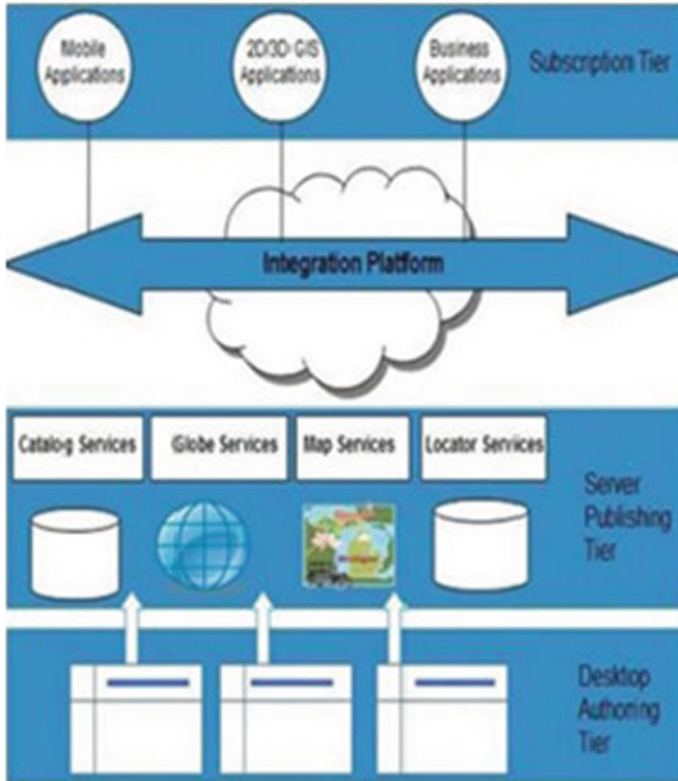 Mobile
Applications
2D/3D GIS
Applications
Business
Applications
Subscription Tier
Integration Platform
Catalog Services
Globe Services
Map Services
Locator Services
Server
Publishing
Tier
Desktop
Authoring
Tier